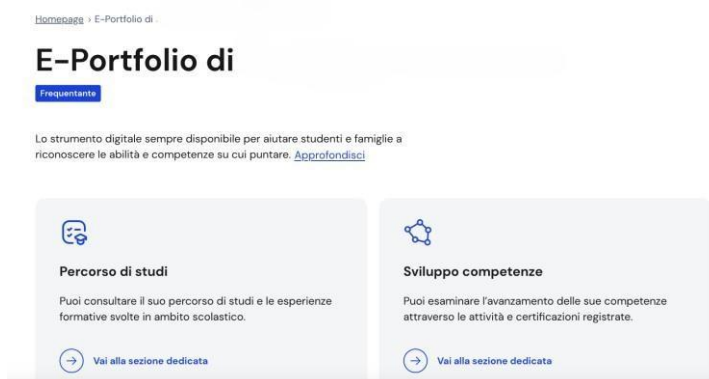 Homepage › E-Portfolio di
E-Portfolio di
Frequentante
Lo strumento digitale sempre disponibile per aiutare studenti e famiglie a
riconoscere le abilità e competenze su cui puntare. Approfondisci
Percorso di studi
Puoi consultare il suo percorso di studi e le esperienze
formative svolte in ambito scolastico.
Vai alla sezione dedicata
Sviluppo competenze
Puoi esaminare l'avanzamento delle sue competenze
attraverso le attività e certificazioni registrate.
Vai alla sezione dedicata